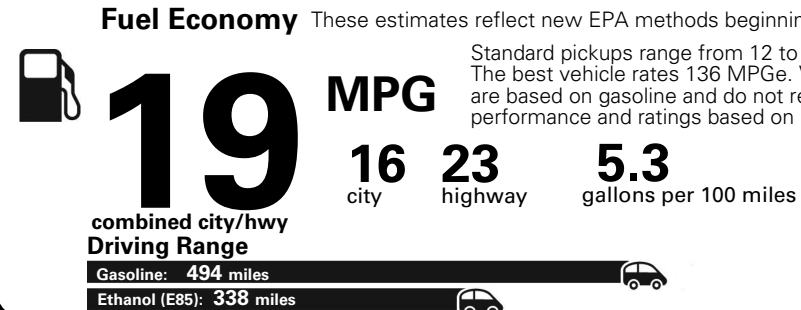 Fuel Economy These estimates reflect new EPA methods beginnin
Standard pickups range from 12 to
The best vehicle rates 136 MPGe. V
are based on gasoline and do not re
performance and ratings based on
19 MPG
16 23 5.3
city highway gallons per 100 miles
combined city/hwy
Driving Range
Gasoline: 494 miles
Ethanol (E85): 338 miles